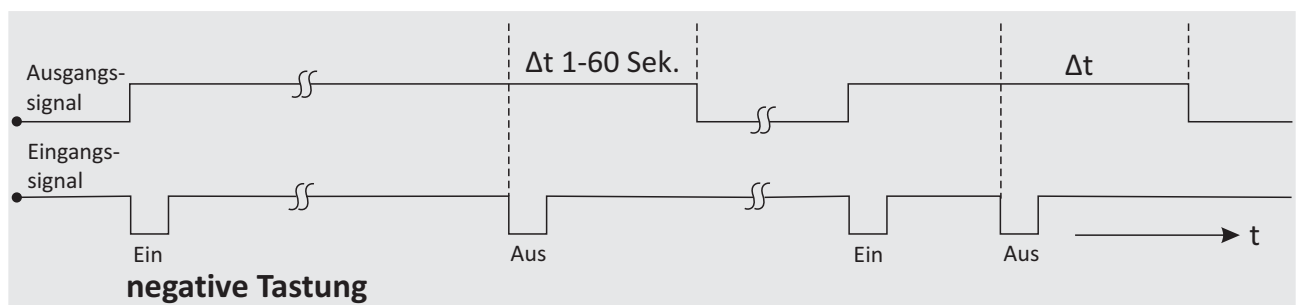 Δt 1-60 Sek.
Δt
Ausgangs-
signal
Eingangs-
signal
t
Ein
Aus
Ein
Aus
negative Tastung